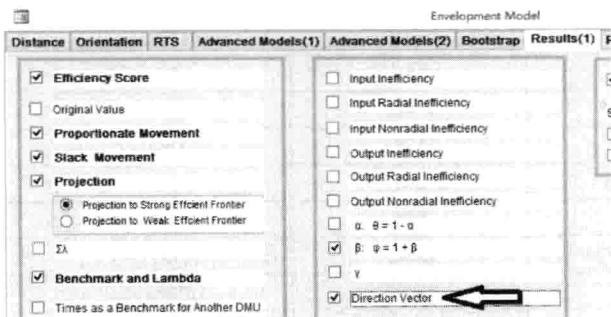 Envelopment Model
Distance Orientation RTS Advanced Models(1) Advanced Models(2) Bootstrap Results(1)
Efficiency Score
Original Value
Proportionate Movement
Slack Movement
Projection
Projection to Strong Effcient Frontier
Projection to Weak Effcient Frontier
Σλ
Benchmark and Lambda
Times as a Benchmark for Another DMU
Input Inefficiency
Input Radial Inefficiency
Input Nonradial Inefficiency
Output Inefficiency
Output Radial Inefficiency
Output Nonradial Inefficiency
α: θ = 1 - α
β: φ = 1 + β
γ
Direction Vector